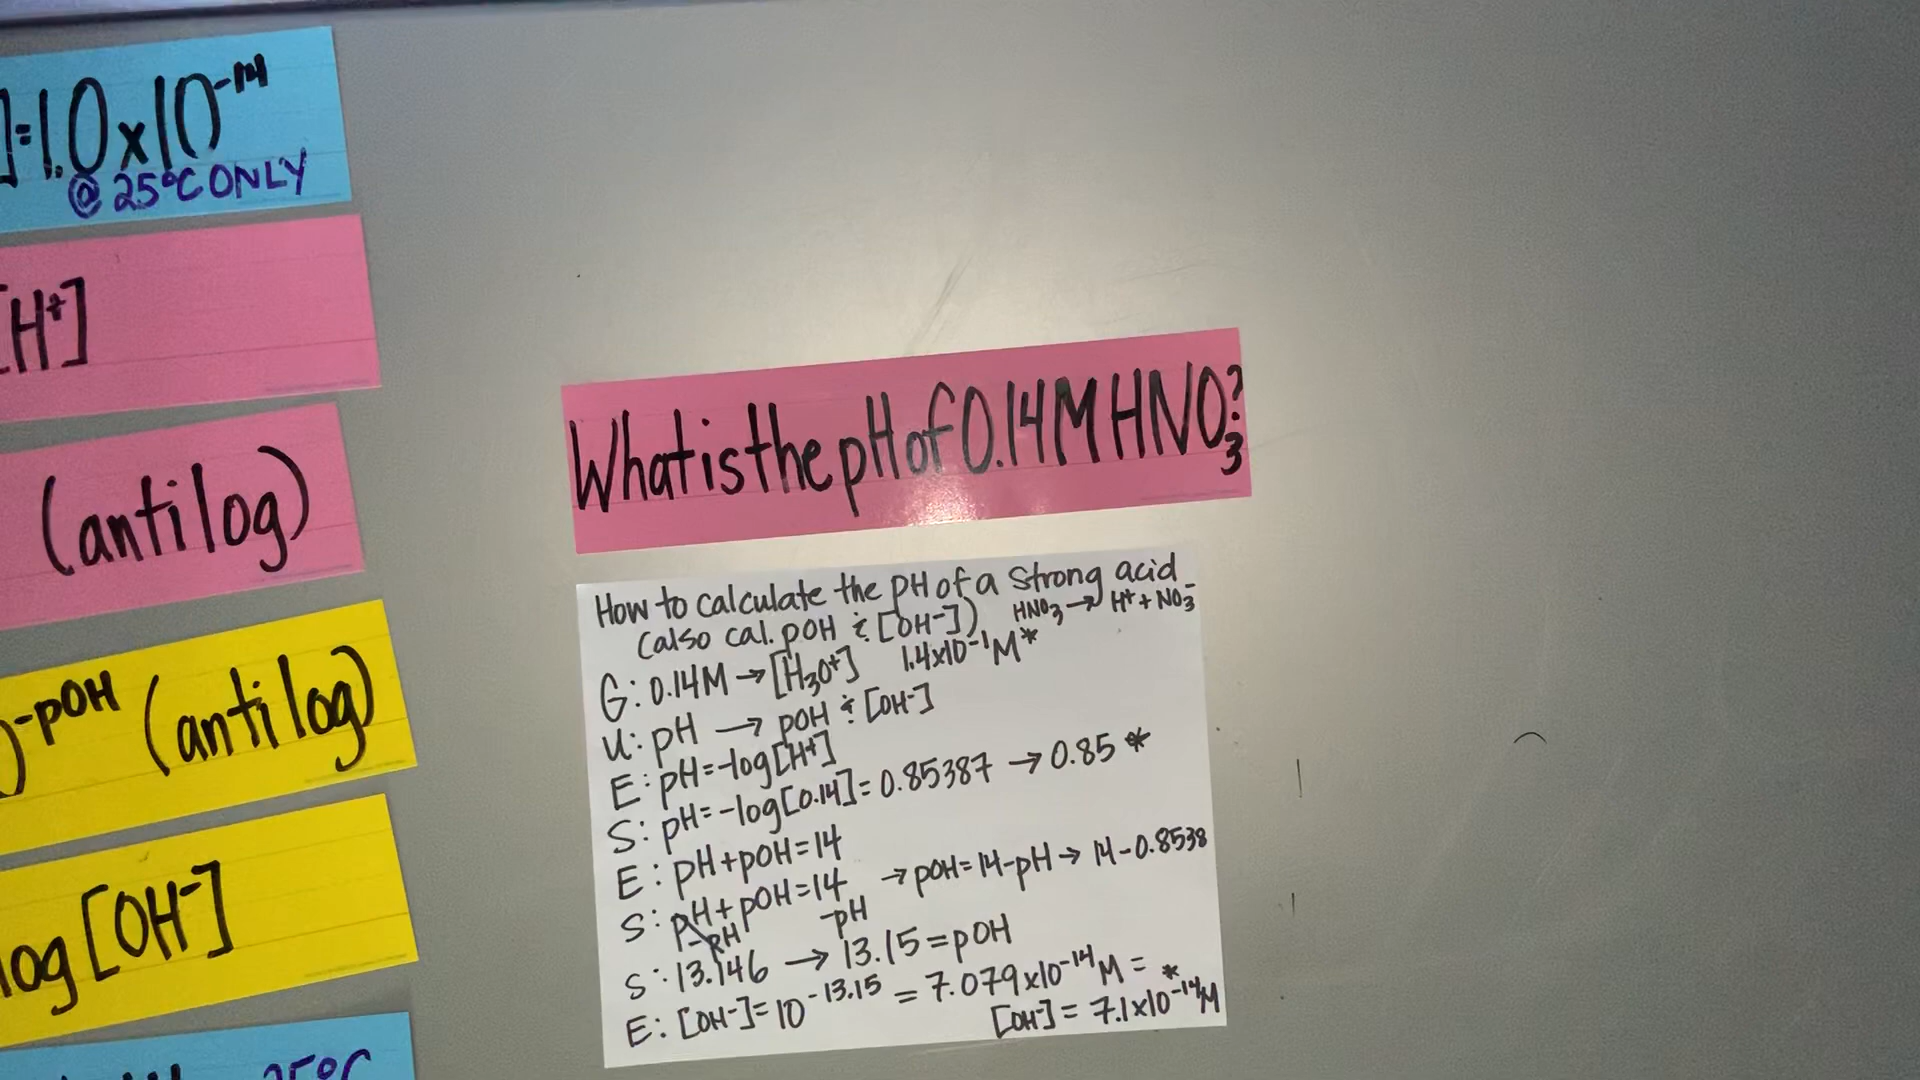 ]=1.0x10⁻¹⁴
@ 25°C ONLY
[H⁺]
(antilog)
)⁻ᵖᴼᴴ (antilog)
log[OH⁻]
25°C
What is the pH of 0.14M HNO₃?
How to calculate the pH of a strong acid
(also cal. pOH & [OH⁻]) HNO₃ → H⁺ + NO₃⁻
G: 0.14M → [H₃O⁺] 1.4x10⁻¹M*
U: pH → pOH & [OH⁻]
E: pH=-log[H⁺]
S: pH=-log[0.14]= 0.85387 → 0.85 *
E: pH+pOH=14
S: pH+pOH=14 → pOH=14-pH → 14-0.8538
-pH -pH
S: 13.146 → 13.15=pOH
E: [OH⁻]=10⁻¹³·¹⁵ = 7.079x10⁻¹⁴M = *
[OH⁻]= 7.1x10⁻¹⁴M